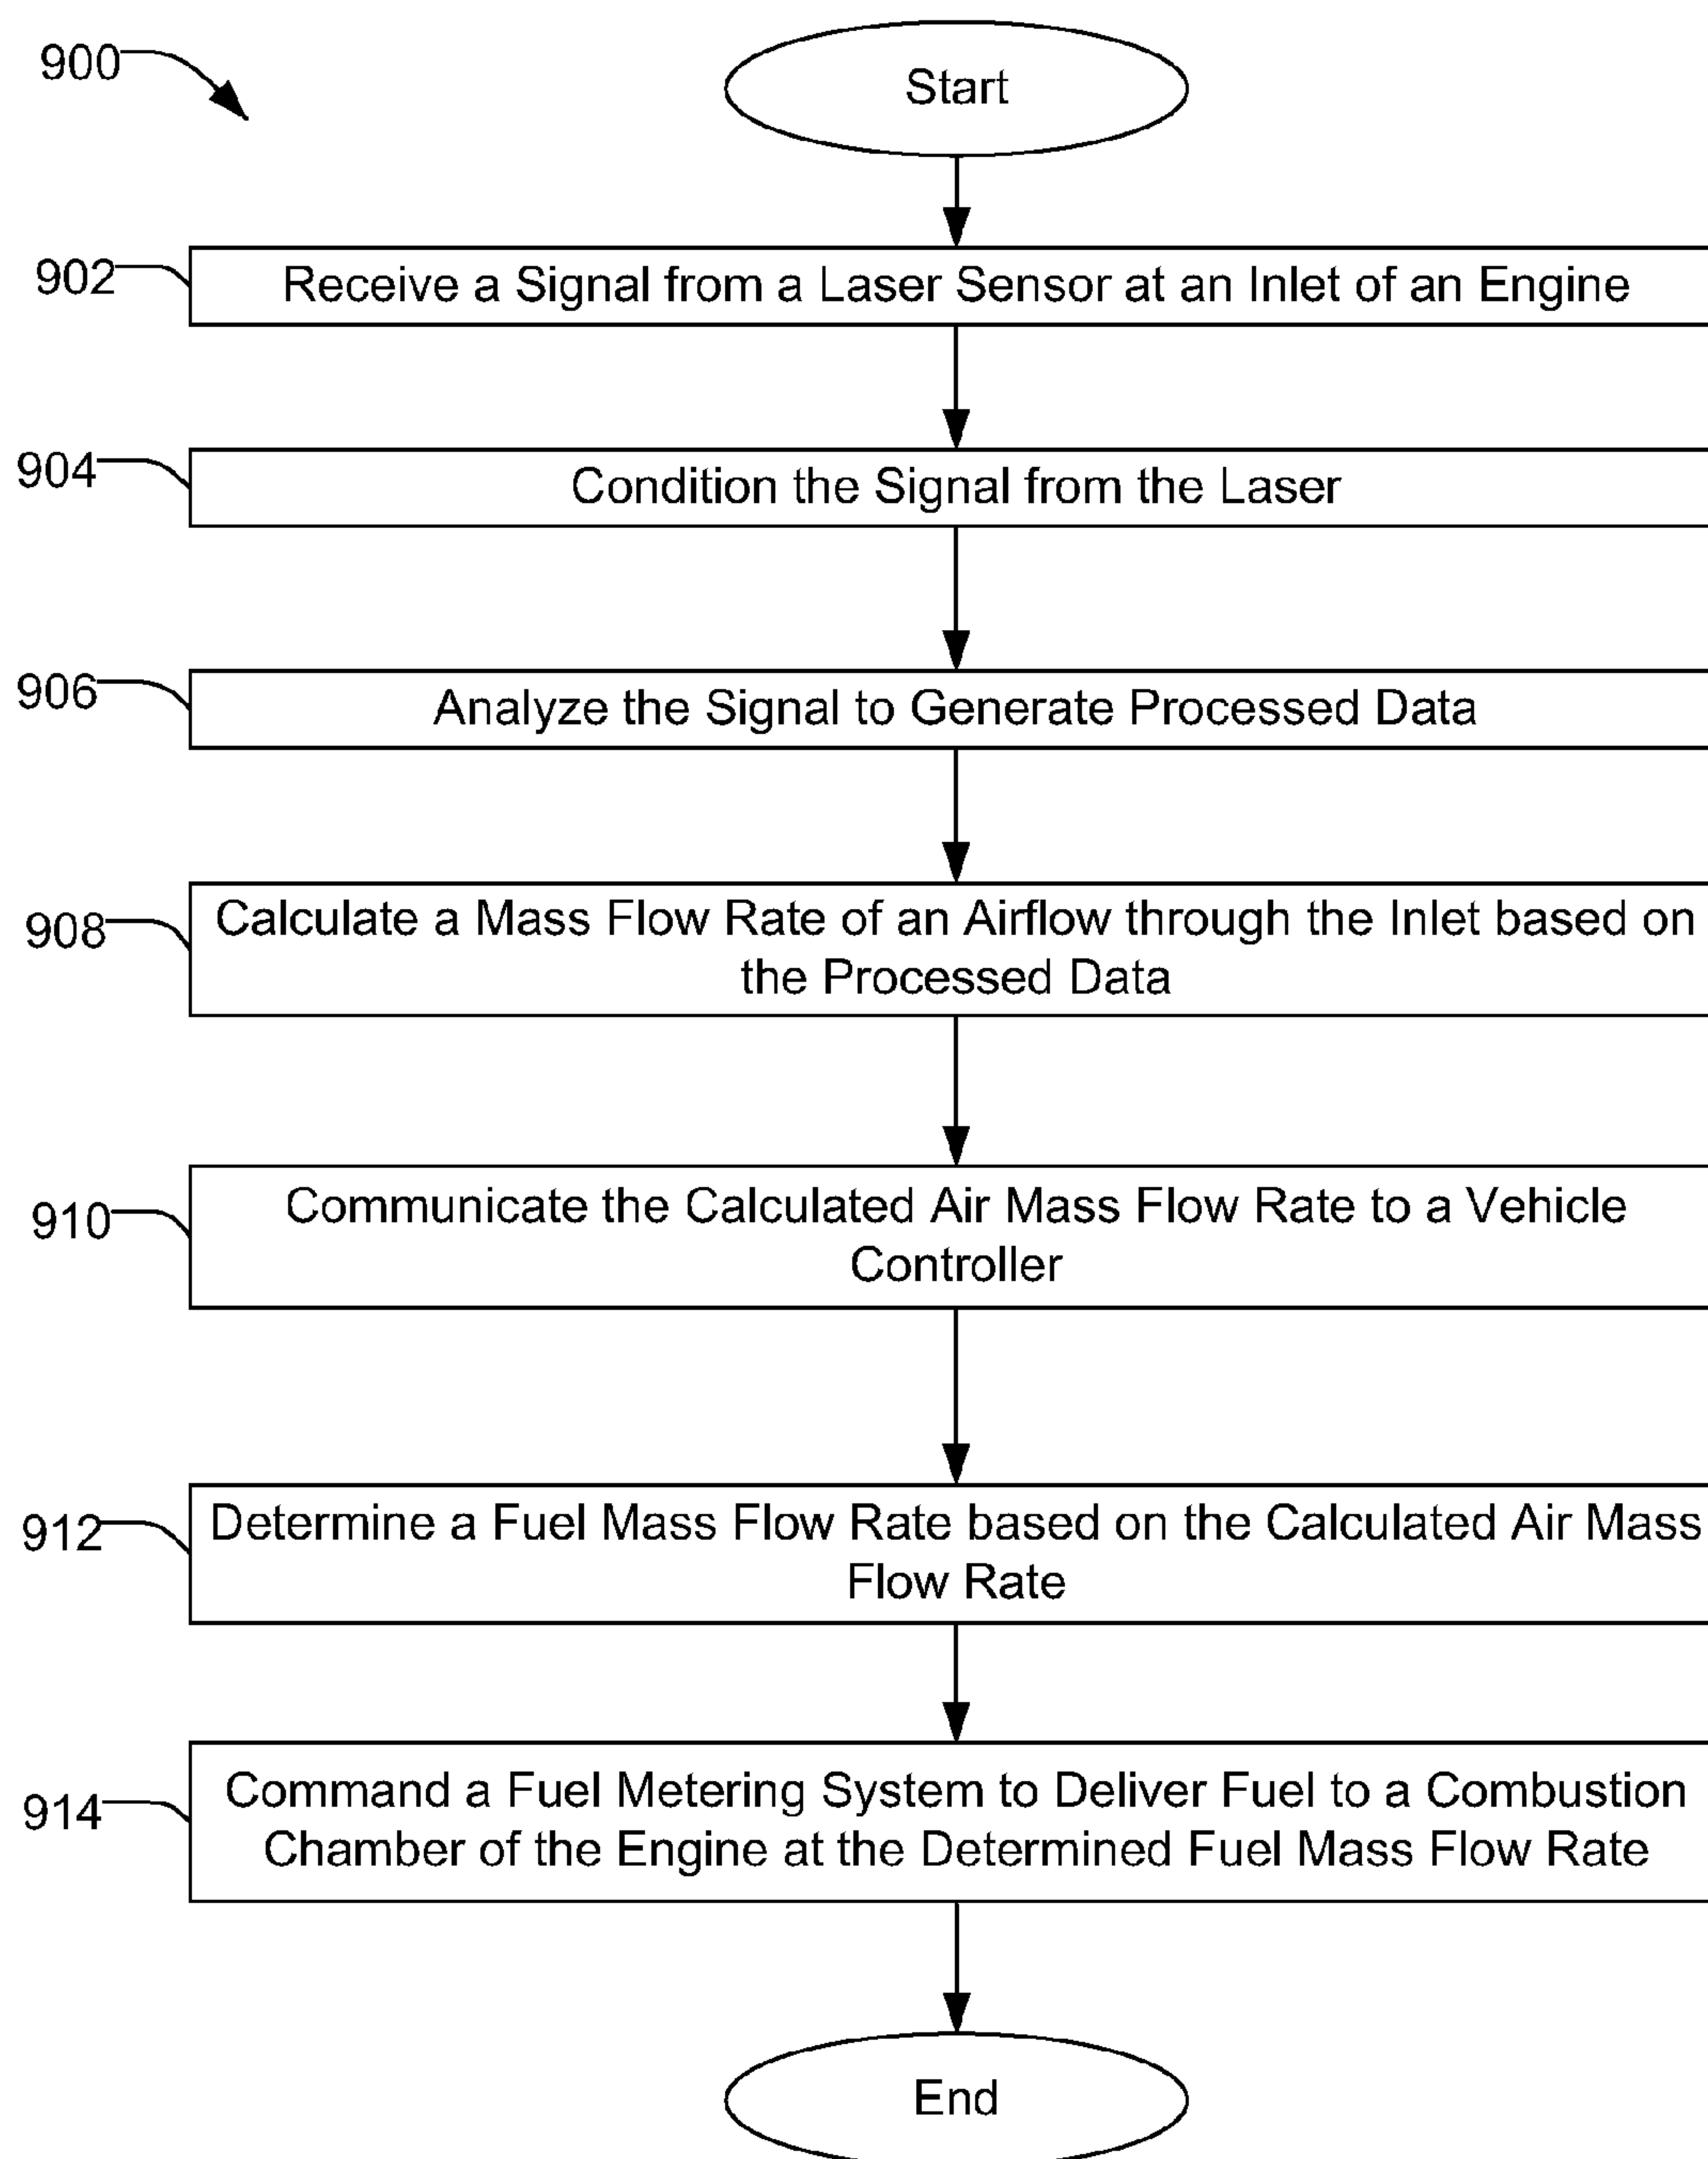 900
Start
902
Receive a Signal from a Laser Sensor at an Inlet of an Engine
904
Condition the Signal from the Laser
906
Analyze the Signal to Generate Processed Data
908
Calculate a Mass Flow Rate of an Airflow through the Inlet based on
the Processed Data
910
Communicate the Calculated Air Mass Flow Rate to a Vehicle
Controller
912
Determine a Fuel Mass Flow Rate based on the Calculated Air Mass
Flow Rate
914
Command a Fuel Metering System to Deliver Fuel to a Combustion
Chamber of the Engine at the Determined Fuel Mass Flow Rate
End